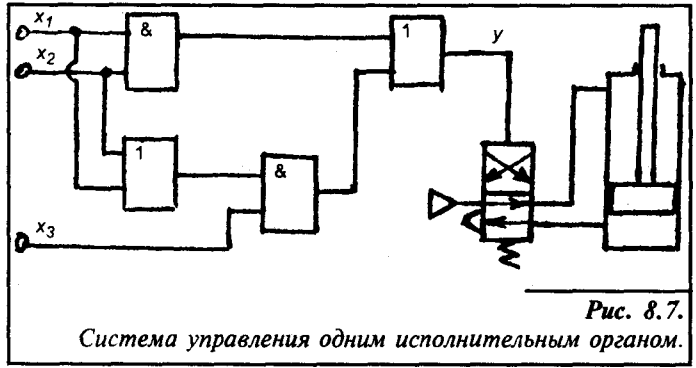 x1
&
1
y
x2
1
&
x3
Рис. 8.7.
Система управления одним исполнительным органом.